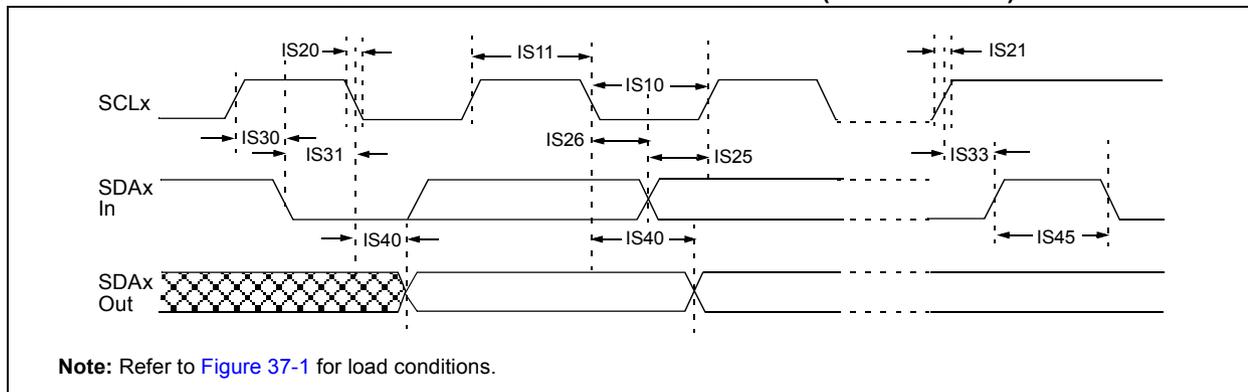 IS20
IS11
IS21
IS10
SCLx
IS30
IS26
IS31
IS25
IS33
SDAx
In
IS40
IS40
IS45
SDAx
Out
Note: Refer to Figure 37-1 for load conditions.